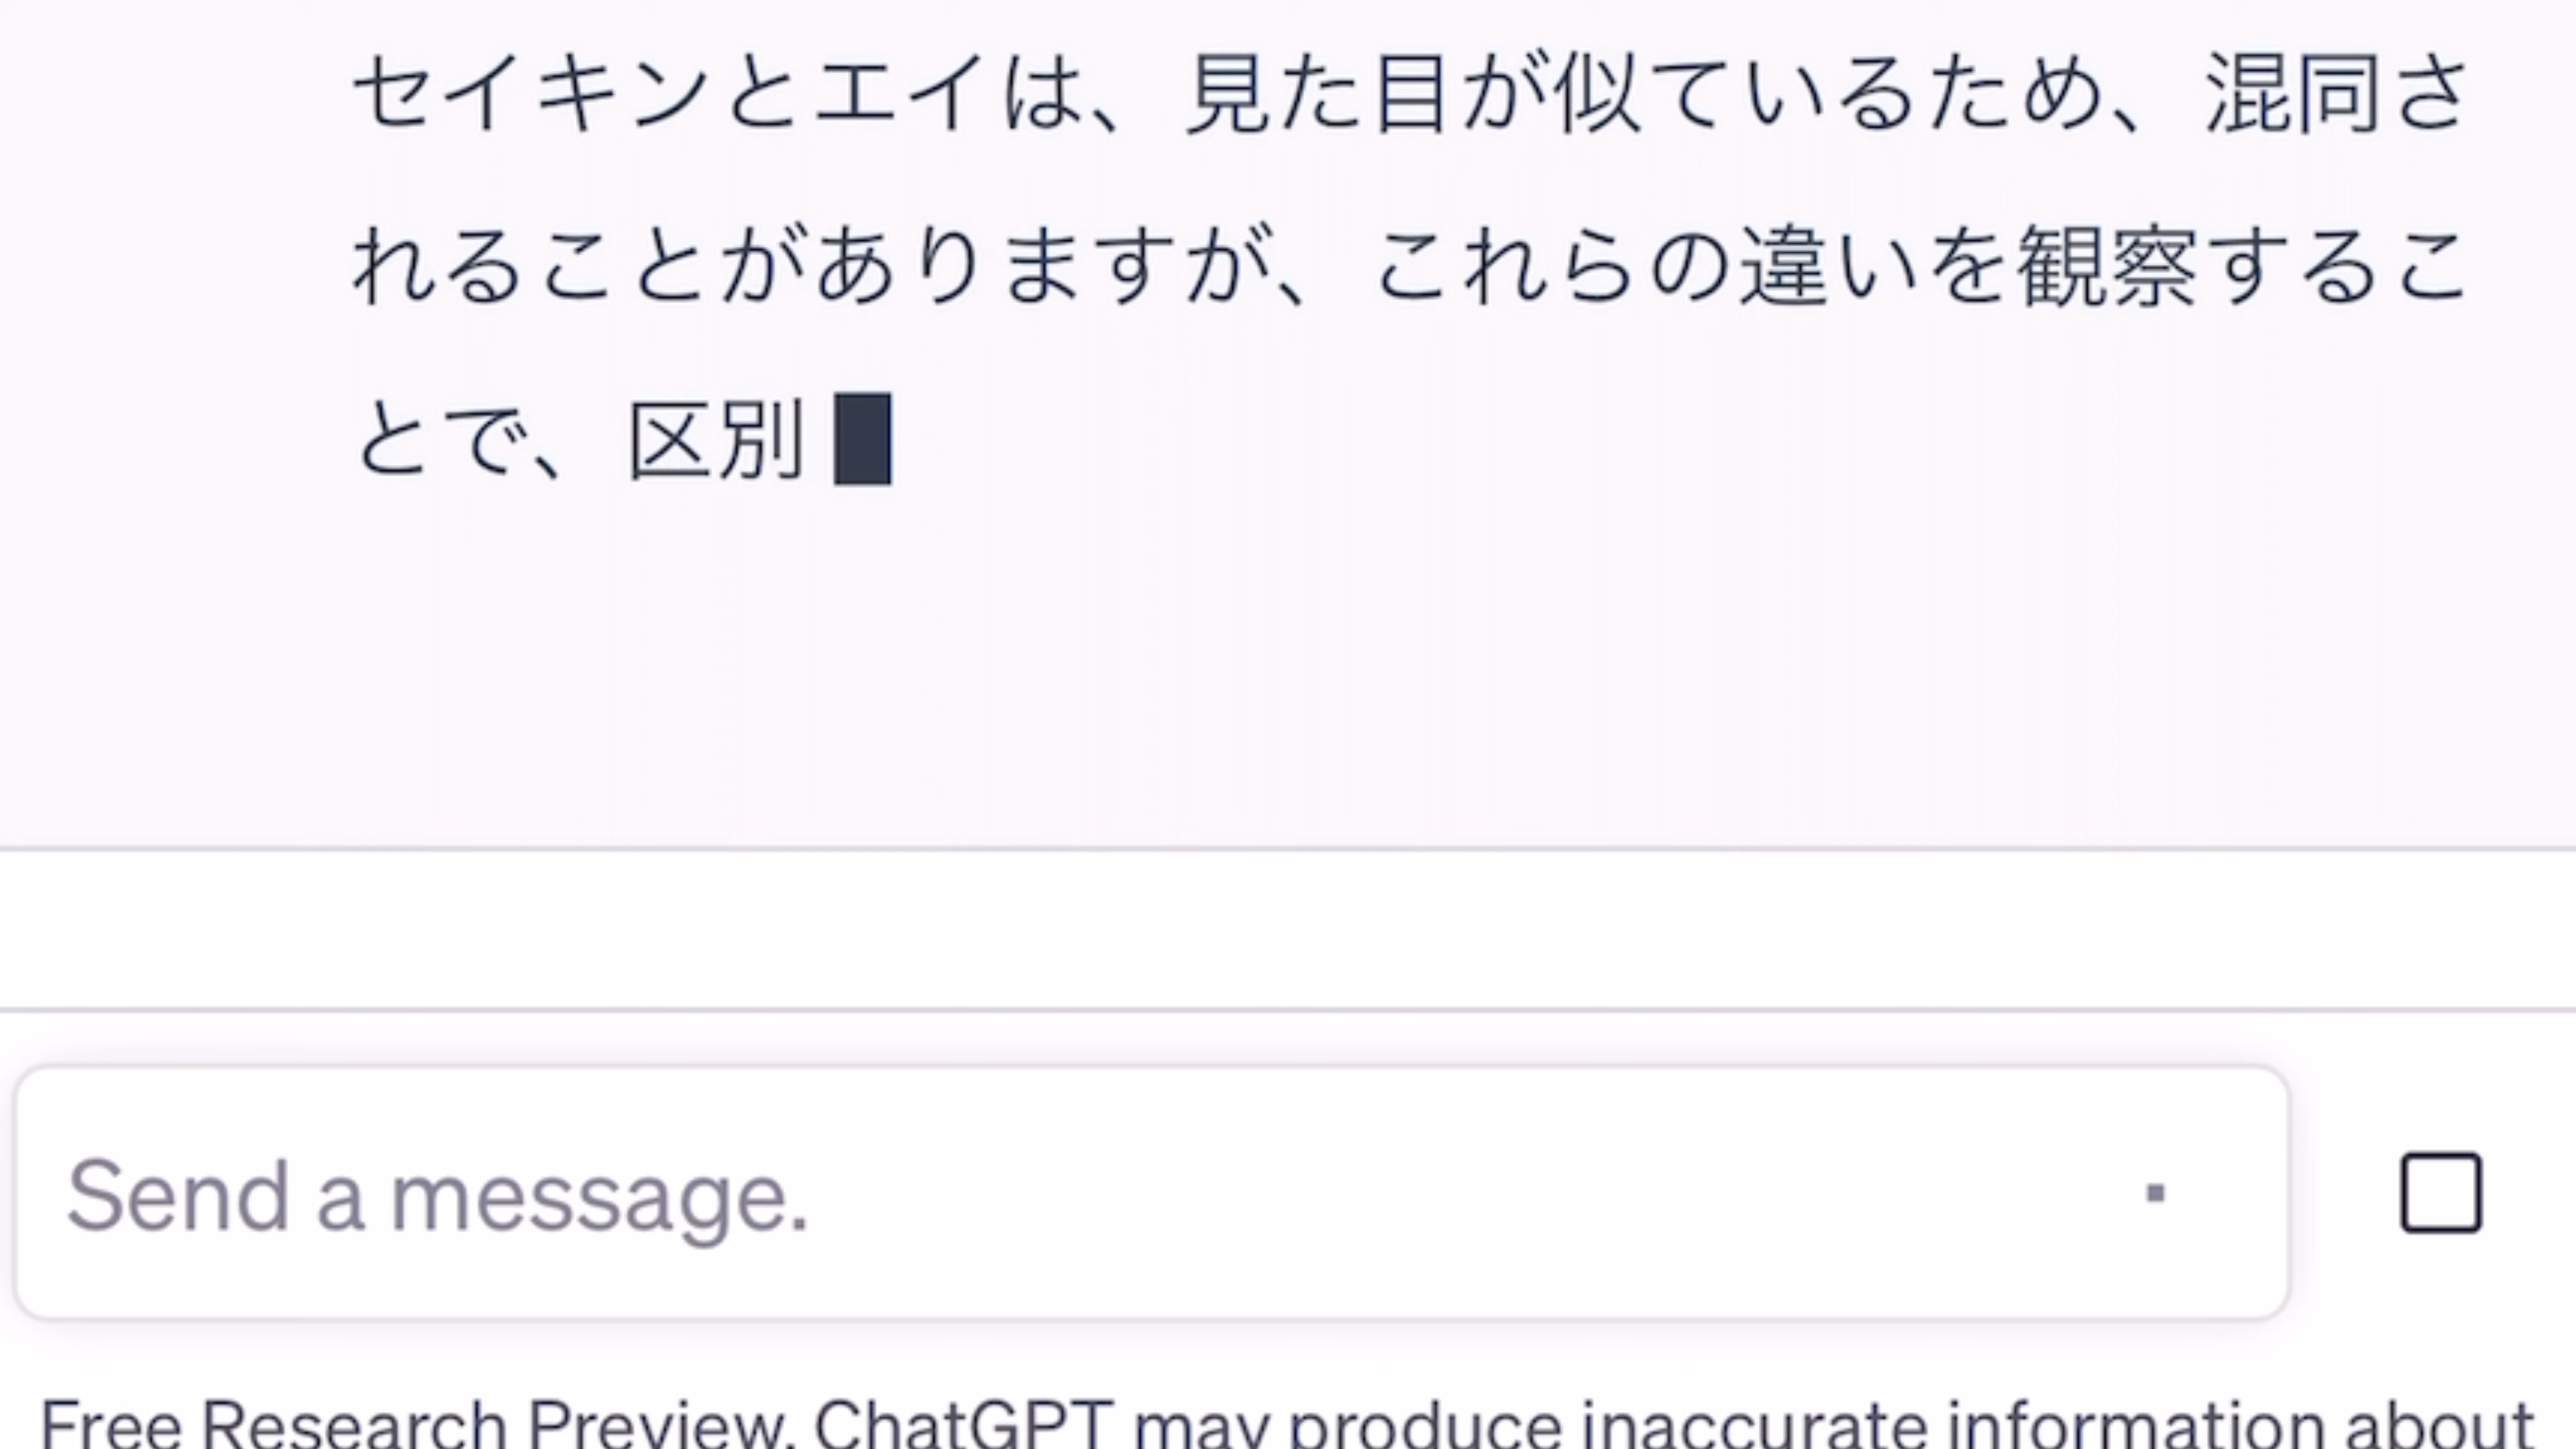 セイキンとエイは、見た目が似ているため、混同さ
れることがありますが、これらの違いを観察するこ
とで、区別
Send a message.
Free Research Preview. ChatGPT may produce inaccurate information about